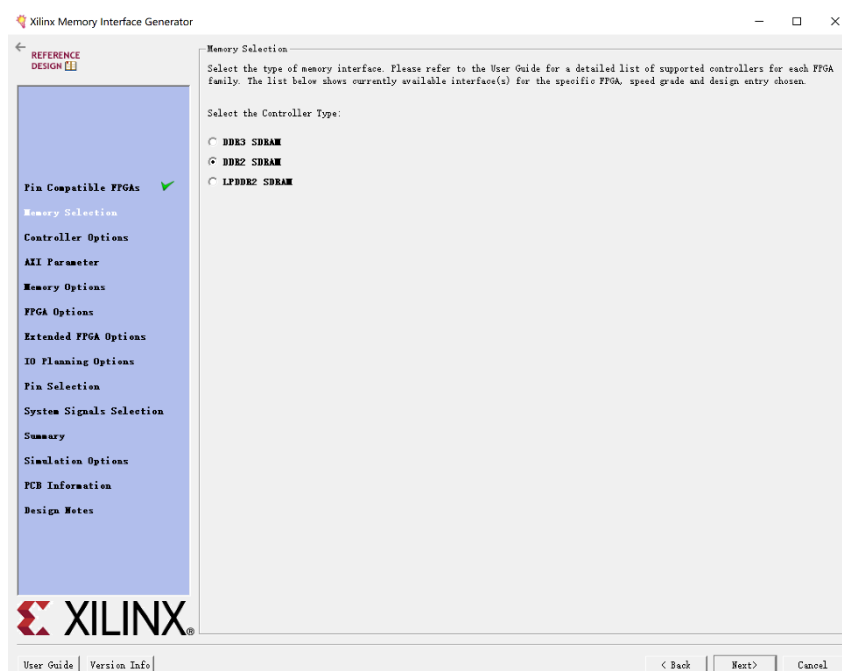 Xilinx Memory Interface Generator
REFERENCE
DESIGN
Memory Selection
Select the type of memory interface. Please refer to the User Guide for a detailed list of supported controllers for each FPGA
family. The list below shows currently available interface(s) for the specific FPGA, speed grade and design entry chosen.
Select the Controller Type:
DDR3 SDRAM
DDR2 SDRAM
LPDDR2 SDRAM
Pin Compatible FPGAs
Memory Selection
Controller Options
AXI Parameter
Memory Options
FPGA Options
Extended FPGA Options
IO Planning Options
Pin Selection
System Signals Selection
Summary
Simulation Options
PCB Information
Design Notes
XILINX®
User Guide Version Info < Back Next> Cancel